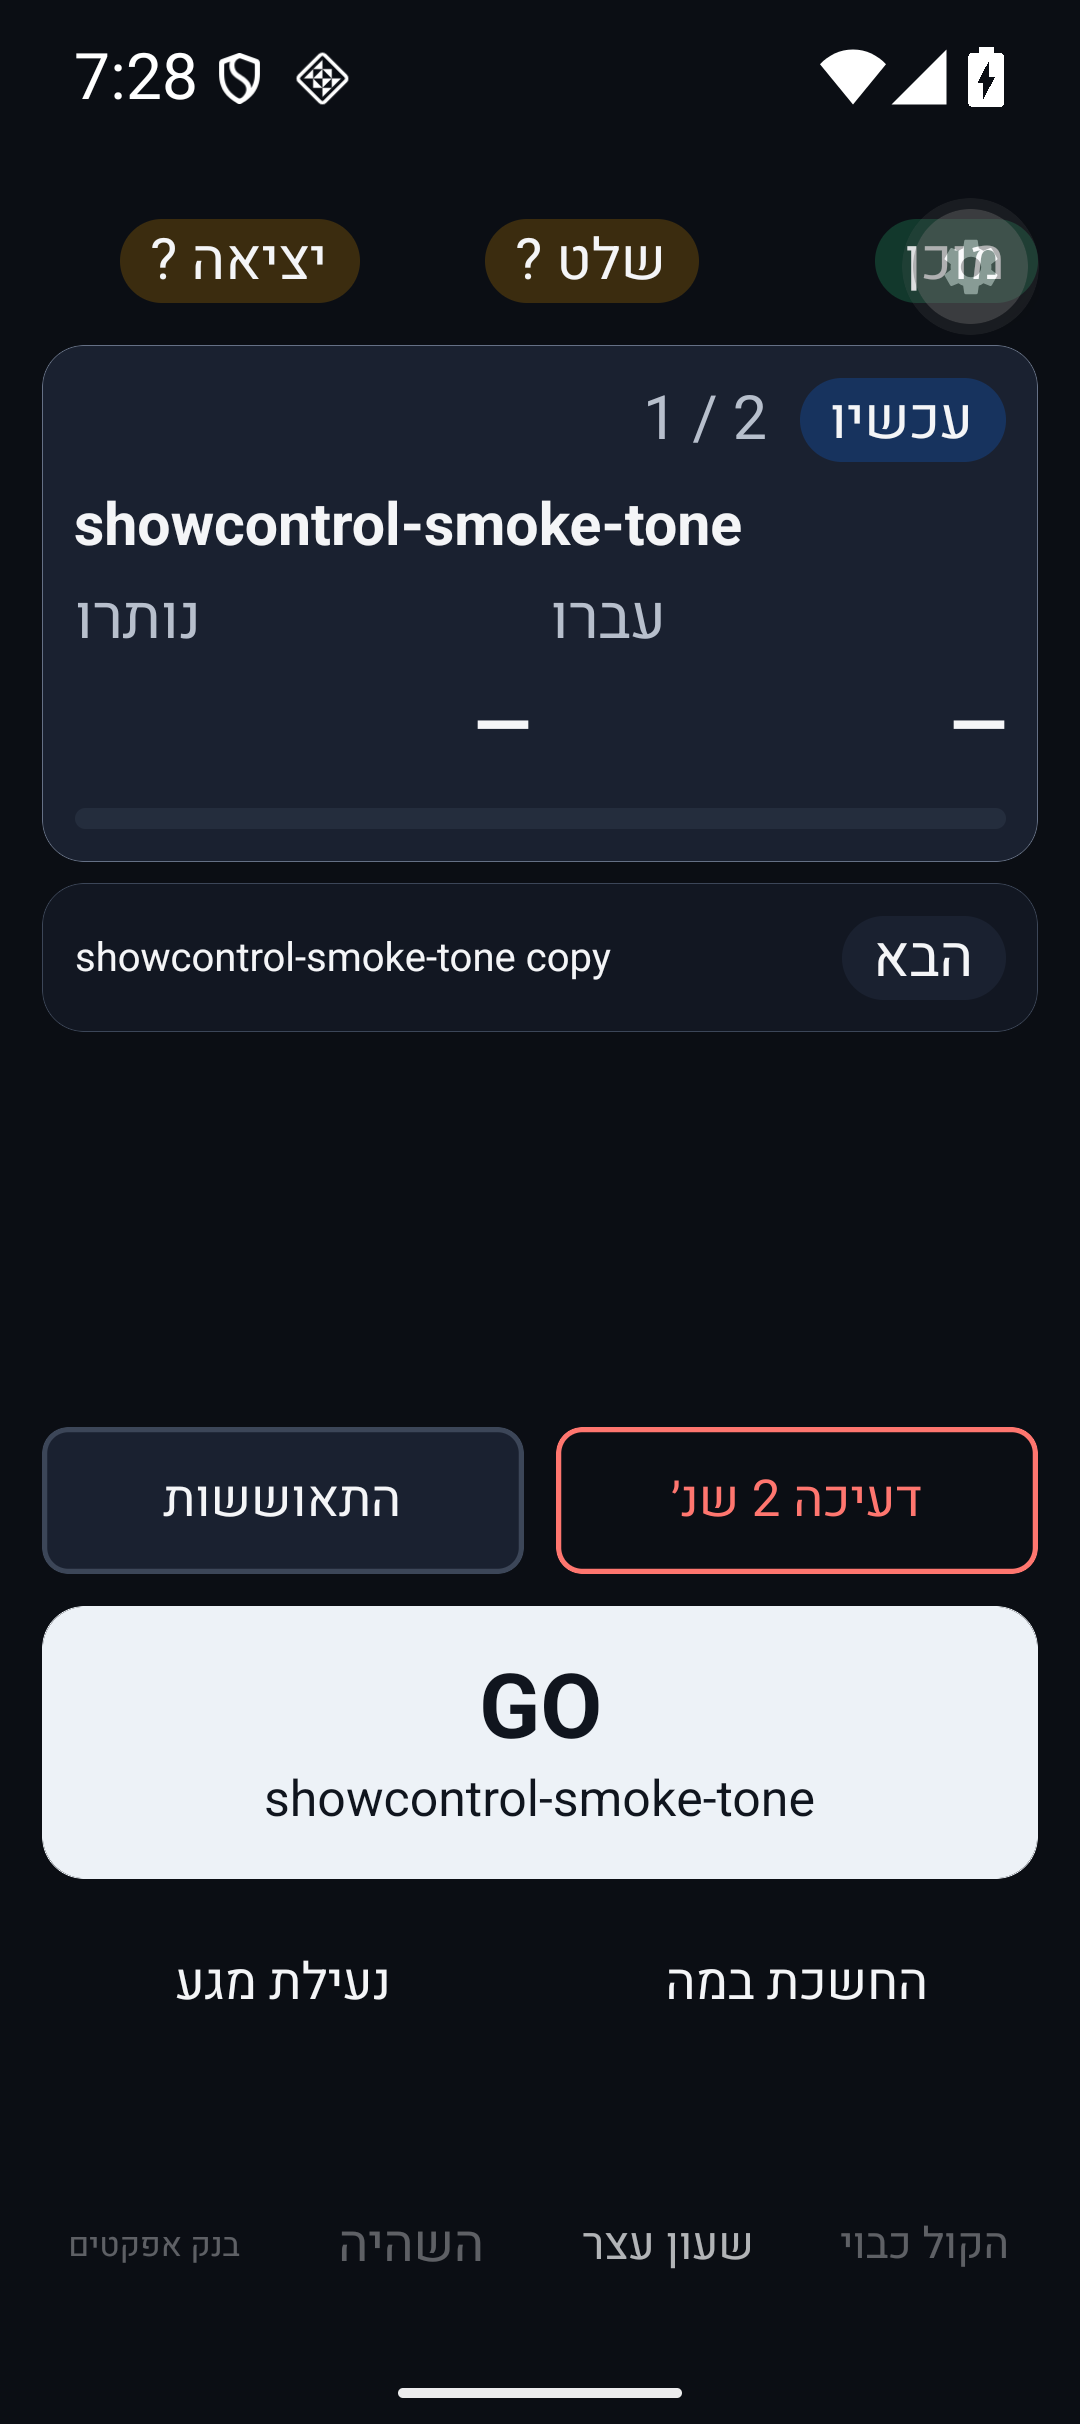 7:28
מוכן
שלט ?
יציאה ?
עכשיו
1 / 2
showcontrol-smoke-tone
עברו
נותרו
—
—
הבא
showcontrol-smoke-tone copy
דעיכה 2 שנ׳
התאוששות
GO
showcontrol-smoke-tone
החשכת במה
נעילת מגע
הקול כבוי
שעון עצר
השהיה
בנק אפקטים